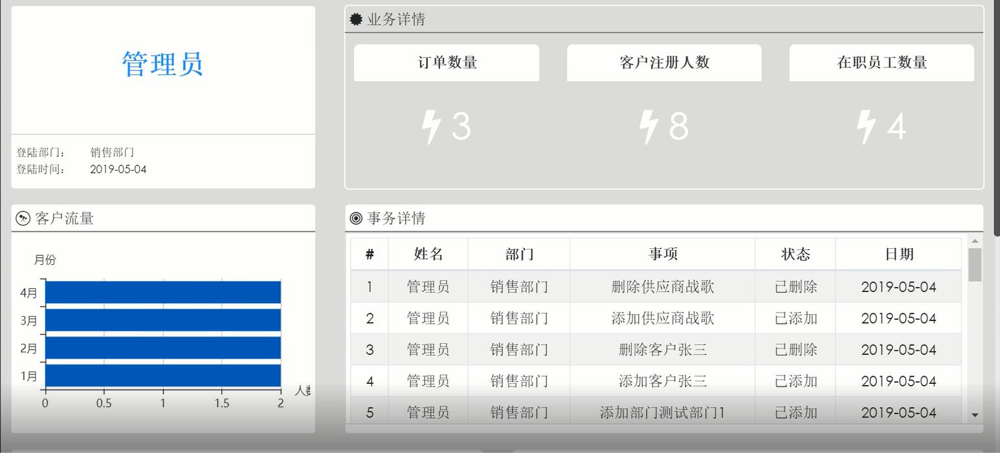 管理员
登陆部门： 销售部门
登陆时间： 2019-05-04
业务详情
订单数量 客户注册人数 在职员工数量
3 8 4
客户流量
月份
4月
3月
2月
1月
0 0.5 1 1.5 2
人
事务详情
# 姓名 部门 事项 状态 日期
1 管理员 销售部门 删除供应商战歌 已删除 2019-05-04
2 管理员 销售部门 添加供应商战歌 已添加 2019-05-04
3 管理员 销售部门 删除客户张三 已删除 2019-05-04
4 管理员 销售部门 添加客户张三 已添加 2019-05-04
5 管理员 销售部门 添加部门测试部门1 已添加 2019-05-04